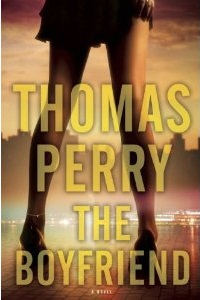 THOMAS
PERRY
THE
A NOVEL
BOYFRIEND